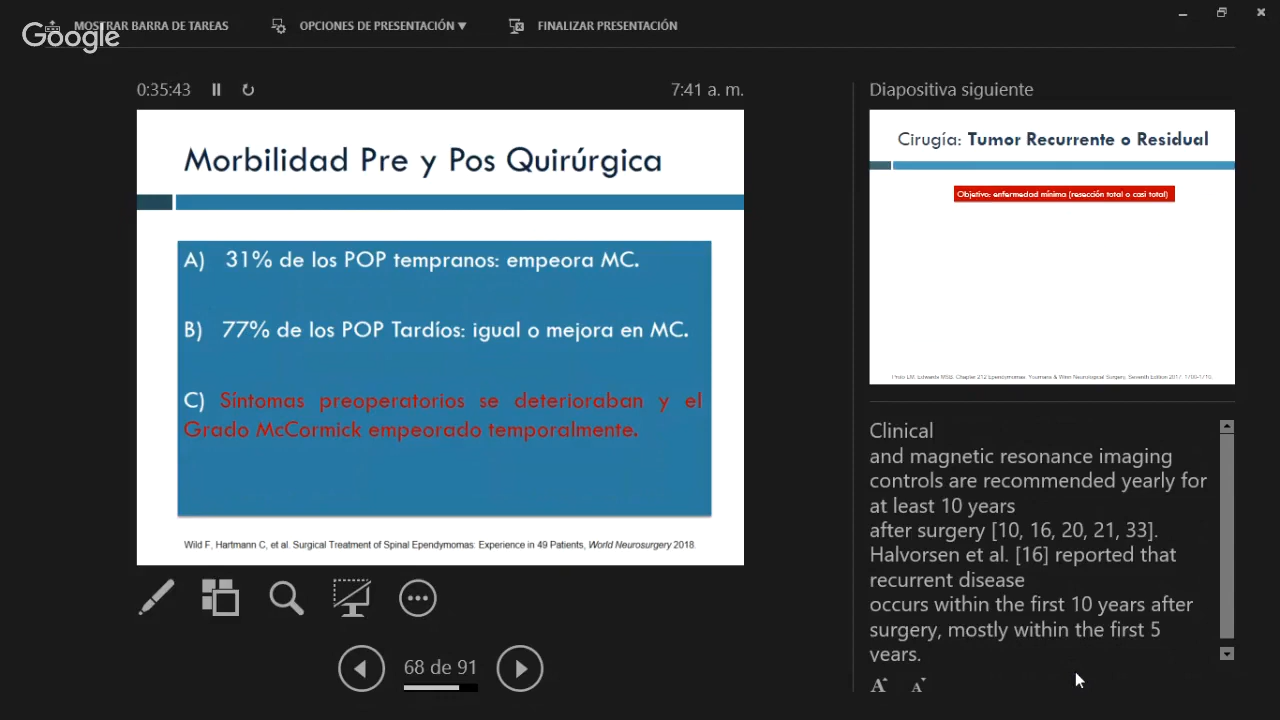 Google
MOSTRAR BARRA DE TAREAS
OPCIONES DE PRESENTACIÓN
FINALIZAR PRESENTACIÓN
0:35:43
7:41 a. m.
Morbilidad Pre y Pos Quirúrgica
A) 31% de los POP tempranos: empeora MC.
B) 77% de los POP Tardíos: igual o mejora en MC.
C) Síntomas preoperatorios se deterioraban y el
Grado McCormick empeorado temporalmente.
Wild F, Hartmann C, et al. Surgical Treatment of Spinal Ependymomas: Experience in 49 Patients, World Neurosurgery 2018.
68 de 91
Diapositiva siguiente
Cirugía: Tumor Recurrente o Residual
Objetivo: enfermedad mínima (resección total o casi total)
Clinical
and magnetic resonance imaging
controls are recommended yearly for
at least 10 years
after surgery [10, 16, 20, 21, 33].
Halvorsen et al. [16] reported that
recurrent disease
occurs within the first 10 years after
surgery, mostly within the first 5
years.
A A